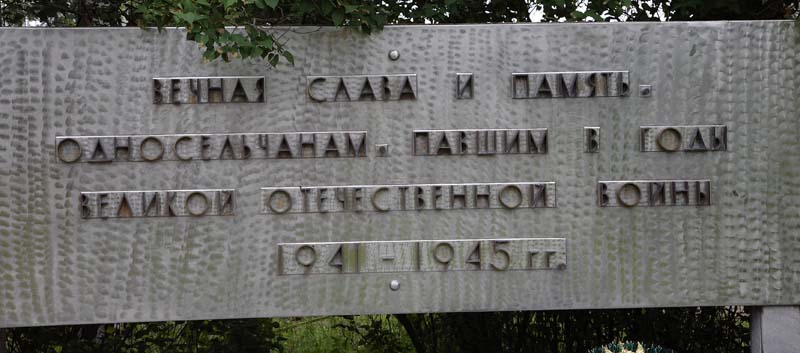 ВЕЧНАЯ СЛАВА И ПАМЯТЬ.
ОДНОСЕЛЬЧАНАМ. ПАВШИМ В ГОДЫ
ВЕЛИКОЙ ОТЕЧЕСТВЕННОЙ ВОЙНЫ
1941 - 1945 гг.